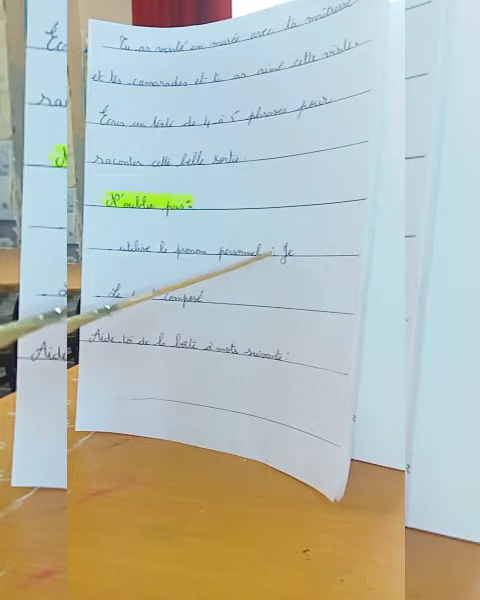 Tu as visité un musée avec ta maîtresse
et tes camarades et tu as aimé cette visite.
Écris un texte de 4 à 5 phrases pour
raconter cette belle sortie.
N'oublie pas:
utilise le pronom personnel : Je
Le composé.
Aide toi de la boîte à mots suivante: